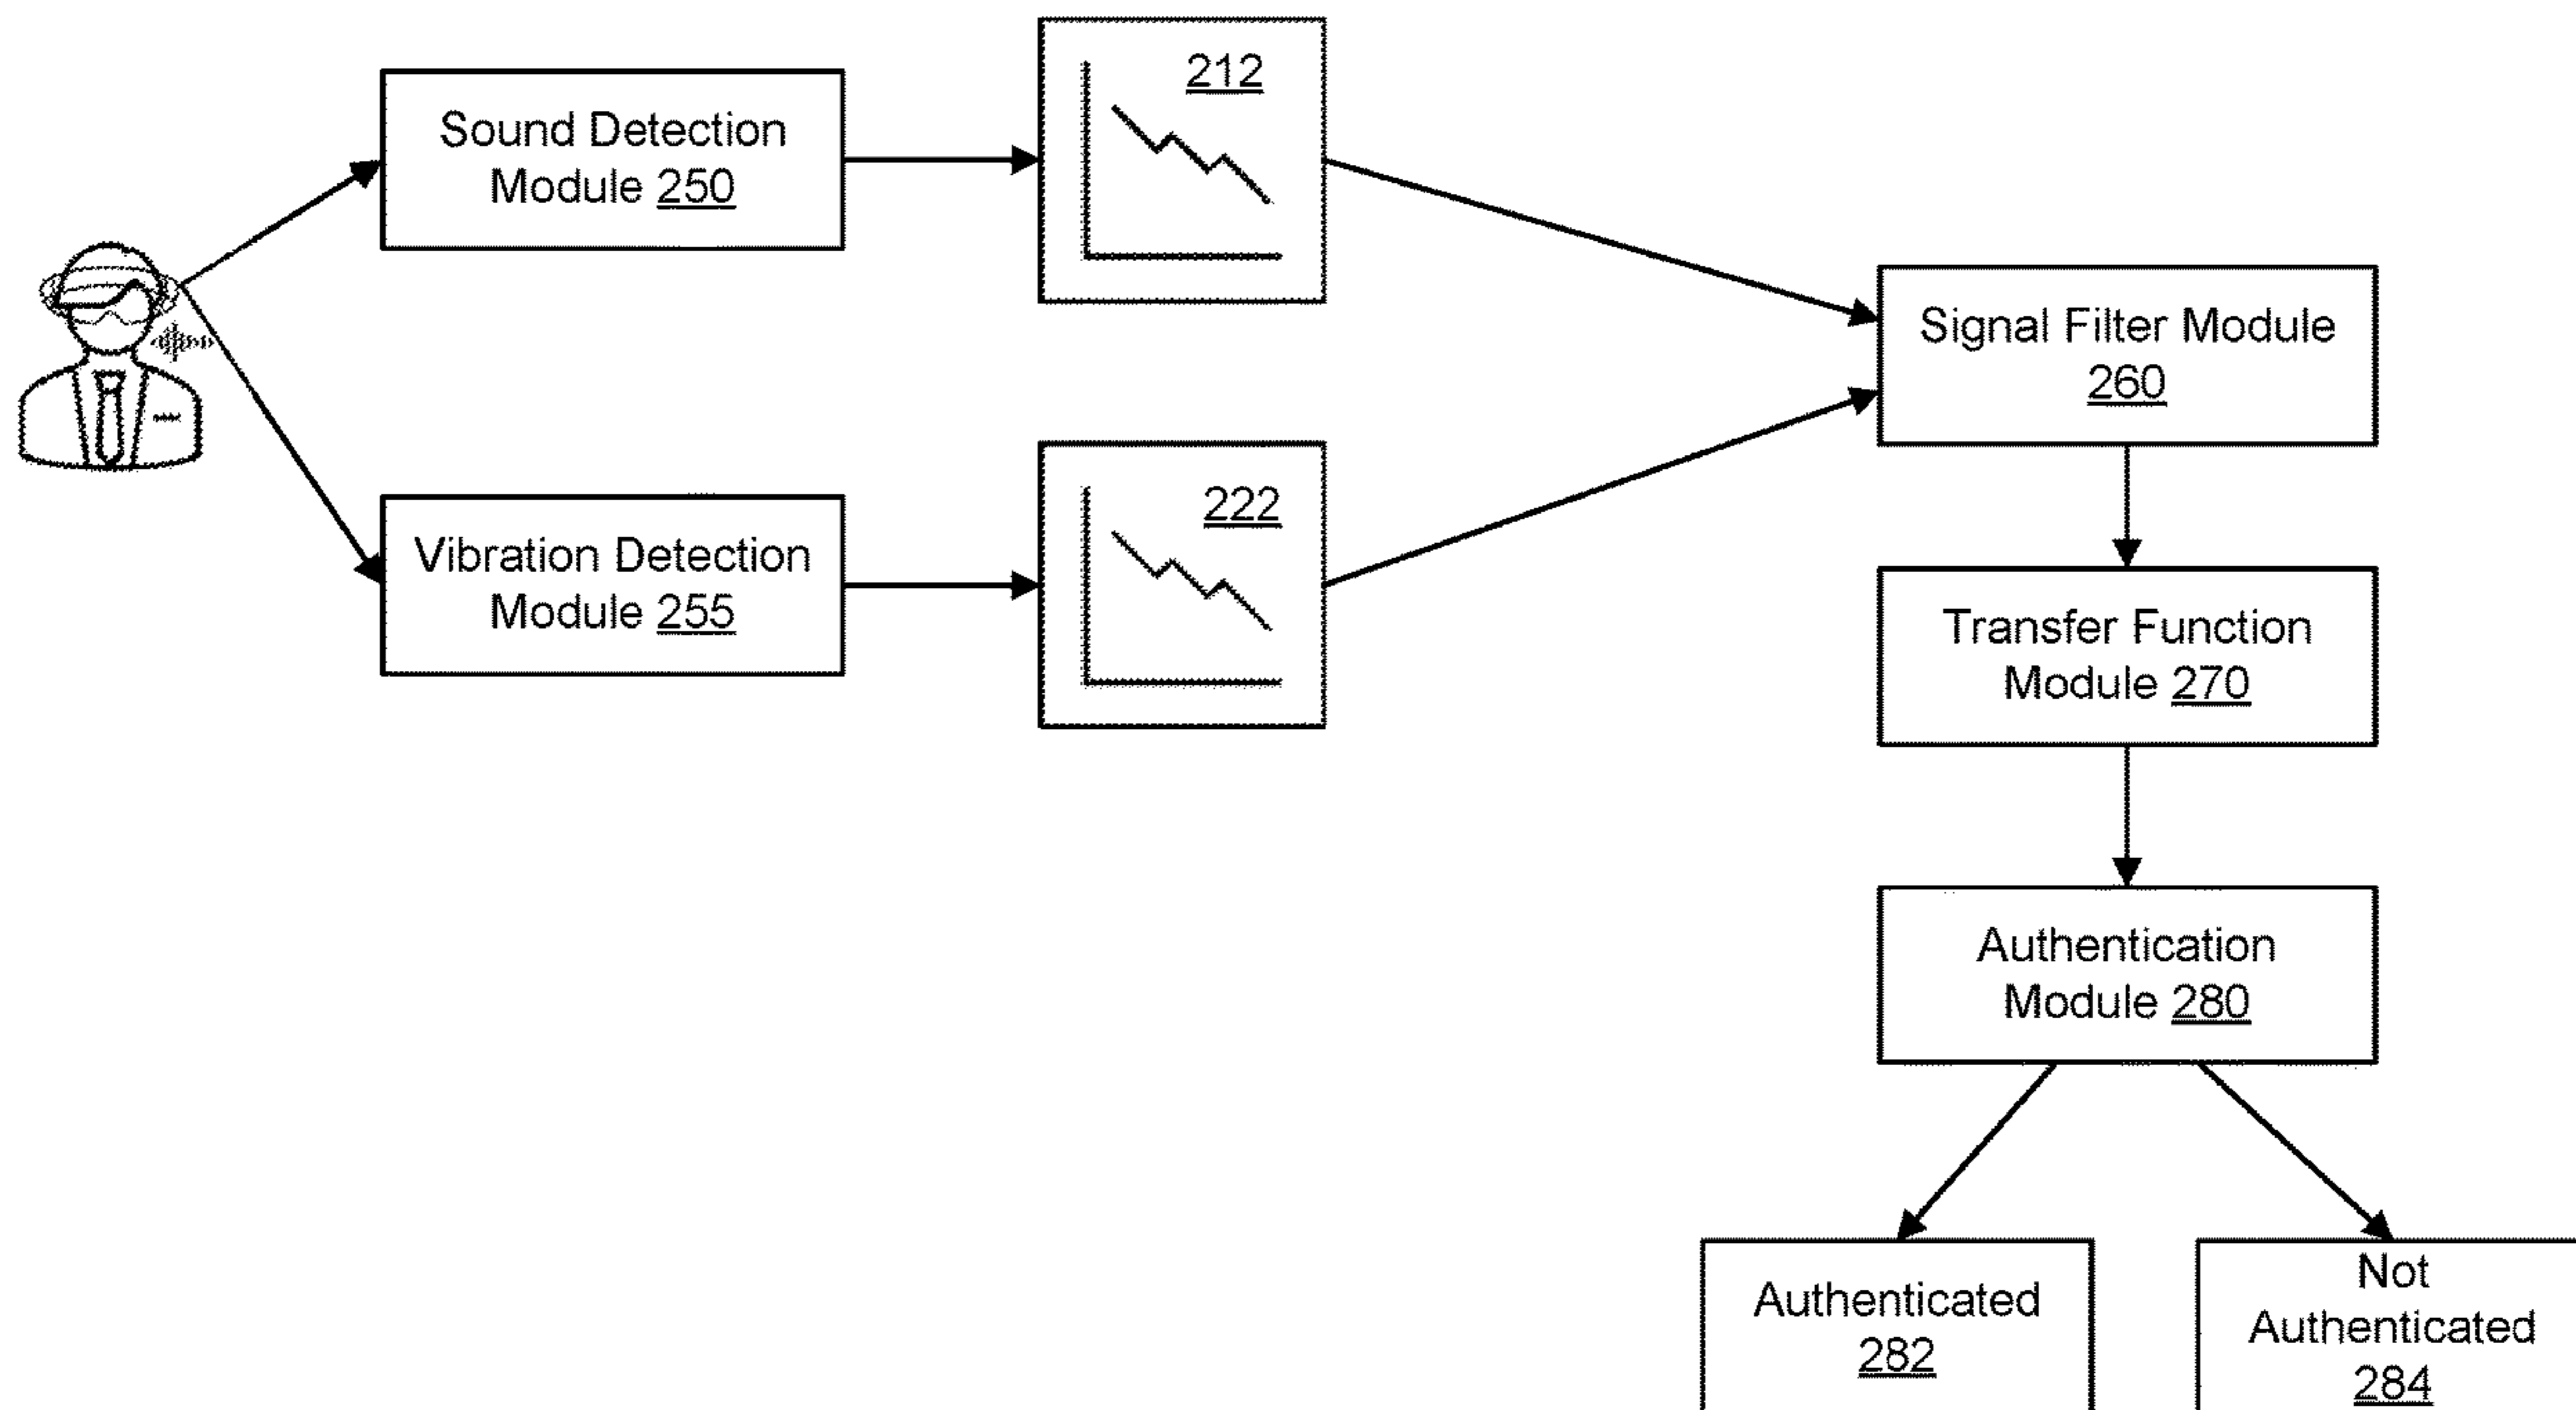 Sound Detection
Module 250
212
Vibration Detection
Module 255
222
Signal Filter Module
260
Transfer Function
Module 270
Authentication
Module 280
Authenticated
282
Not
Authenticated
284